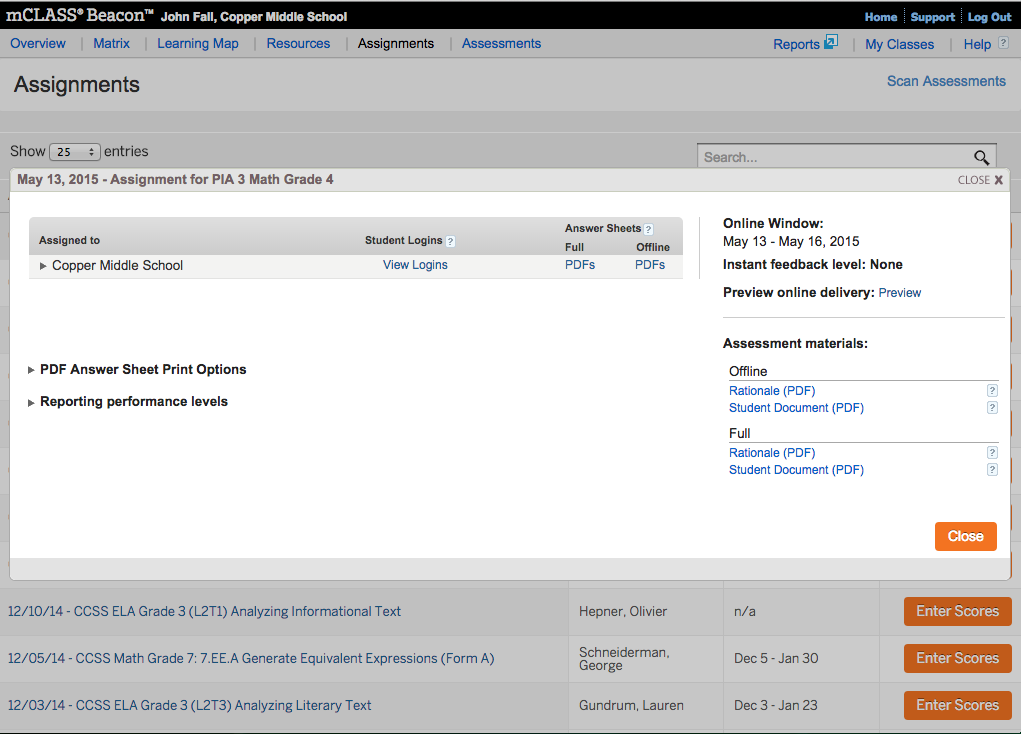 mCLASS® Beacon™ John Fall, Copper Middle School
Home Support Log Out
Overview Matrix Learning Map Resources Assignments Assessments
Reports My Classes Help ?
Assignments
Scan Assessments
Show 25 entries
Search...
May 13, 2015 - Assignment for PIA 3 Math Grade 4
CLOSE X
Assigned to
Student Logins ?
Answer Sheets ?
Full Offline
Copper Middle School View Logins PDFs PDFs
PDF Answer Sheet Print Options
Reporting performance levels
Online Window:
May 13 - May 16, 2015
Instant feedback level: None
Preview online delivery: Preview
Assessment materials:
Offline
Rationale (PDF) ?
Student Document (PDF) ?
Full
Rationale (PDF) ?
Student Document (PDF) ?
Close
12/10/14 - CCSS ELA Grade 3 (L2T1) Analyzing Informational Text Hepner, Olivier n/a Enter Scores
12/05/14 - CCSS Math Grade 7: 7.EE.A Generate Equivalent Expressions (Form A) Schneiderman, George Dec 5 - Jan 30 Enter Scores
12/03/14 - CCSS ELA Grade 3 (L2T3) Analyzing Literary Text Gundrum, Lauren Dec 3 - Jan 23 Enter Scores